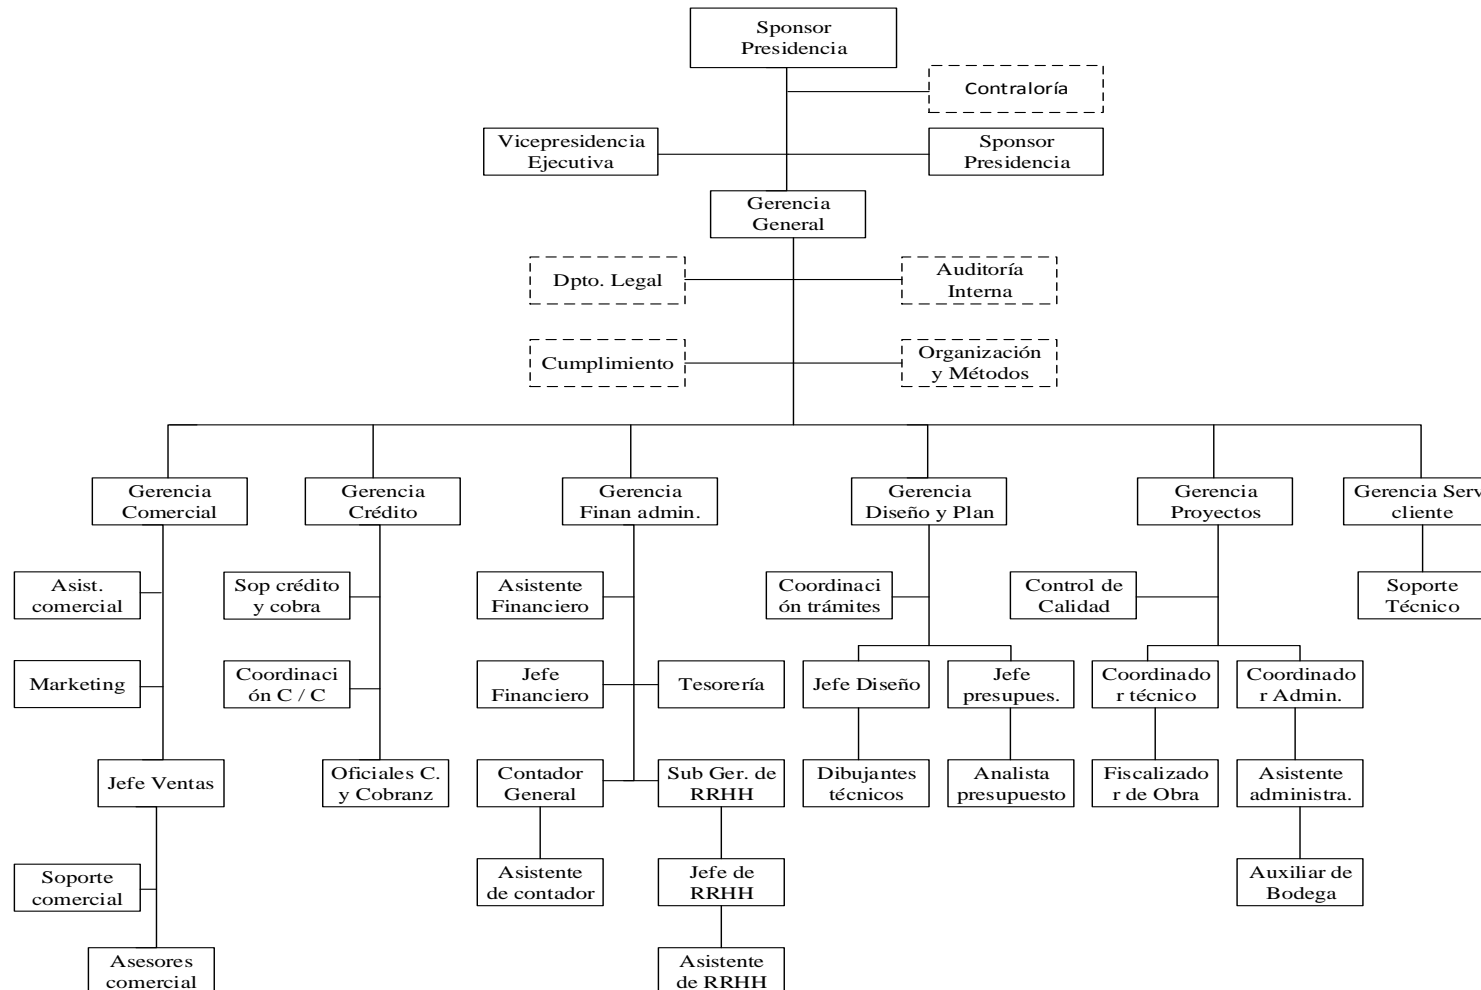 Sponsor
Presidencia
Contraloría
Vicepresidencia
Ejecutiva
Sponsor
Presidencia
Gerencia
General
Dpto. Legal
Auditoría
Interna
Cumplimiento
Organización
y Métodos
Gerencia
Comercial
Gerencia
Crédito
Gerencia
Finan admin.
Gerencia
Diseño y Plan
Gerencia
Proyectos
Gerencia Serv
cliente
Asist.
comercial
Sop crédito
y cobra
Asistente
Financiero
Coordinaci
ón trámites
Control de
Calidad
Soporte
Técnico
Marketing
Coordinaci
ón C / C
Jefe
Financiero
Tesorería
Jefe Diseño
Jefe
presupues.
Coordinado
r técnico
Coordinado
r Admin.
Jefe Ventas
Oficiales C.
y Cobranz
Contador
General
Sub Ger. de
RRHH
Dibujantes
técnicos
Analista
presupuesto
Fiscalizado
r de Obra
Asistente
administra.
Soporte
comercial
Asistente
de contador
Jefe de
RRHH
Auxiliar de
Bodega
Asesores
comercial
Asistente
de RRHH